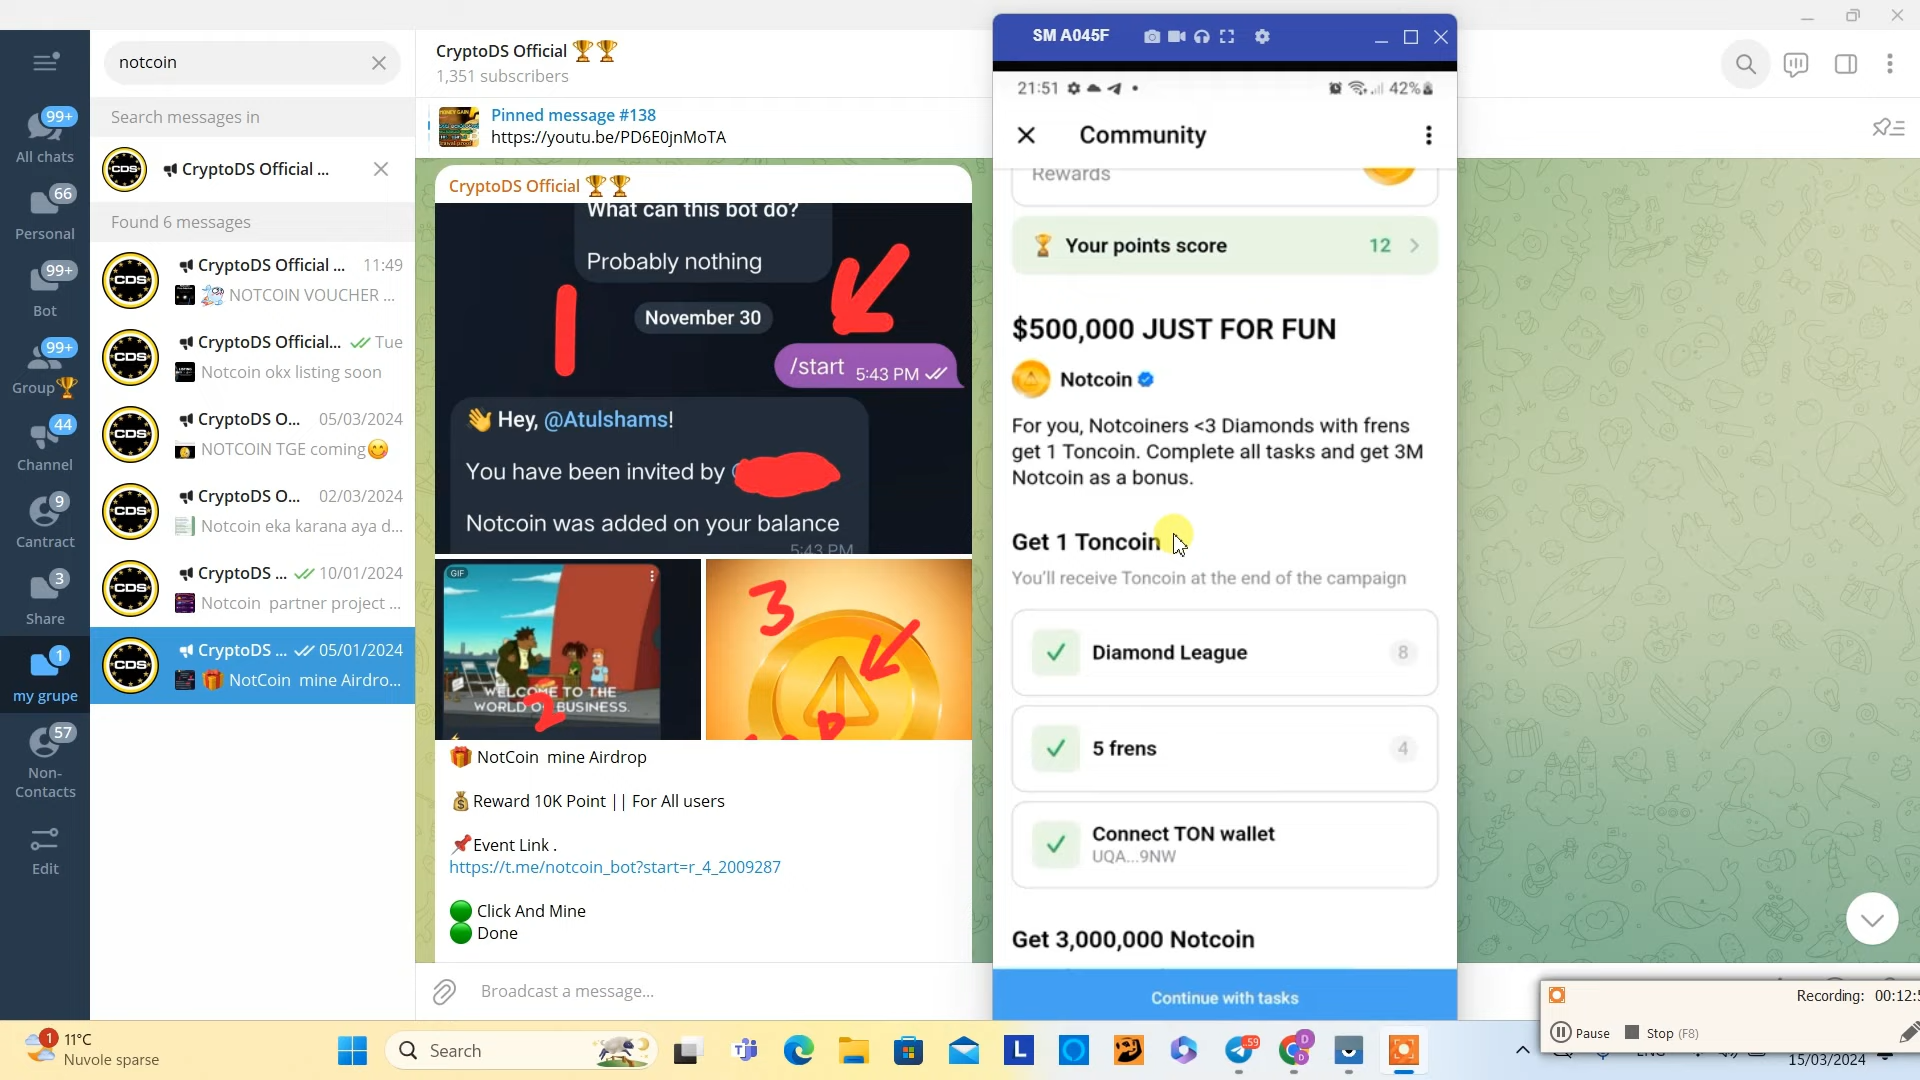 99+
All chats
66
Personal
99+
Bot
99+
Group🏆
44
Channel
9
Cantract
3
Share
1
my grupe
57
Non-
Contacts
Edit
notcoin
Search messages in
CDS
CryptoDS Official ...
Found 6 messages
CDS
CryptoDS Official ... 11:49
NOTCOIN VOUCHER ...
CDS
CryptoDS Official... Tue
Notcoin okx listing soon
CDS
CryptoDS O... 05/03/2024
NOTCOIN TGE coming😋
CDS
CryptoDS O... 02/03/2024
Notcoin eka karana aya d...
CDS
CryptoDS ... 10/01/2024
Notcoin partner project ...
CDS
CryptoDS ... 05/01/2024
🎁 NotCoin mine Airdro...
CryptoDS Official 🏆🏆
1,351 subscribers
Pinned message #138
https://youtu.be/PD6E0jnMoTA
CryptoDS Official 🏆🏆
What can this bot do?
Probably nothing
November 30
/start 5:43 PM
👋 Hey, @Atulshams!
You have been invited by
Notcoin was added on your balance
5:43 PM
GIF
WELCOME TO THE
WORLD OF BUSINESS.
2
3
🎁 NotCoin mine Airdrop
💰Reward 10K Point || For All users
📌Event Link .
https://t.me/notcoin_bot?start=r_4_2009287
🟢 Click And Mine
🟢 Done
Broadcast a message...
SM A045F
21:51
42%
Community
Rewards
🏆 Your points score 12
$500,000 JUST FOR FUN
Notcoin
For you, Notcoiners <3 Diamonds with frens
get 1 Toncoin. Complete all tasks and get 3M
Notcoin as a bonus.
Get 1 Toncoin
You'll receive Toncoin at the end of the campaign
Diamond League 8
5 frens 4
Connect TON wallet
UQA...9NW
Get 3,000,000 Notcoin
Continue with tasks
Recording: 00:12:
Pause Stop (F8)
1
11°C
Nuvole sparse
Search
L
59
D
15/03/2024